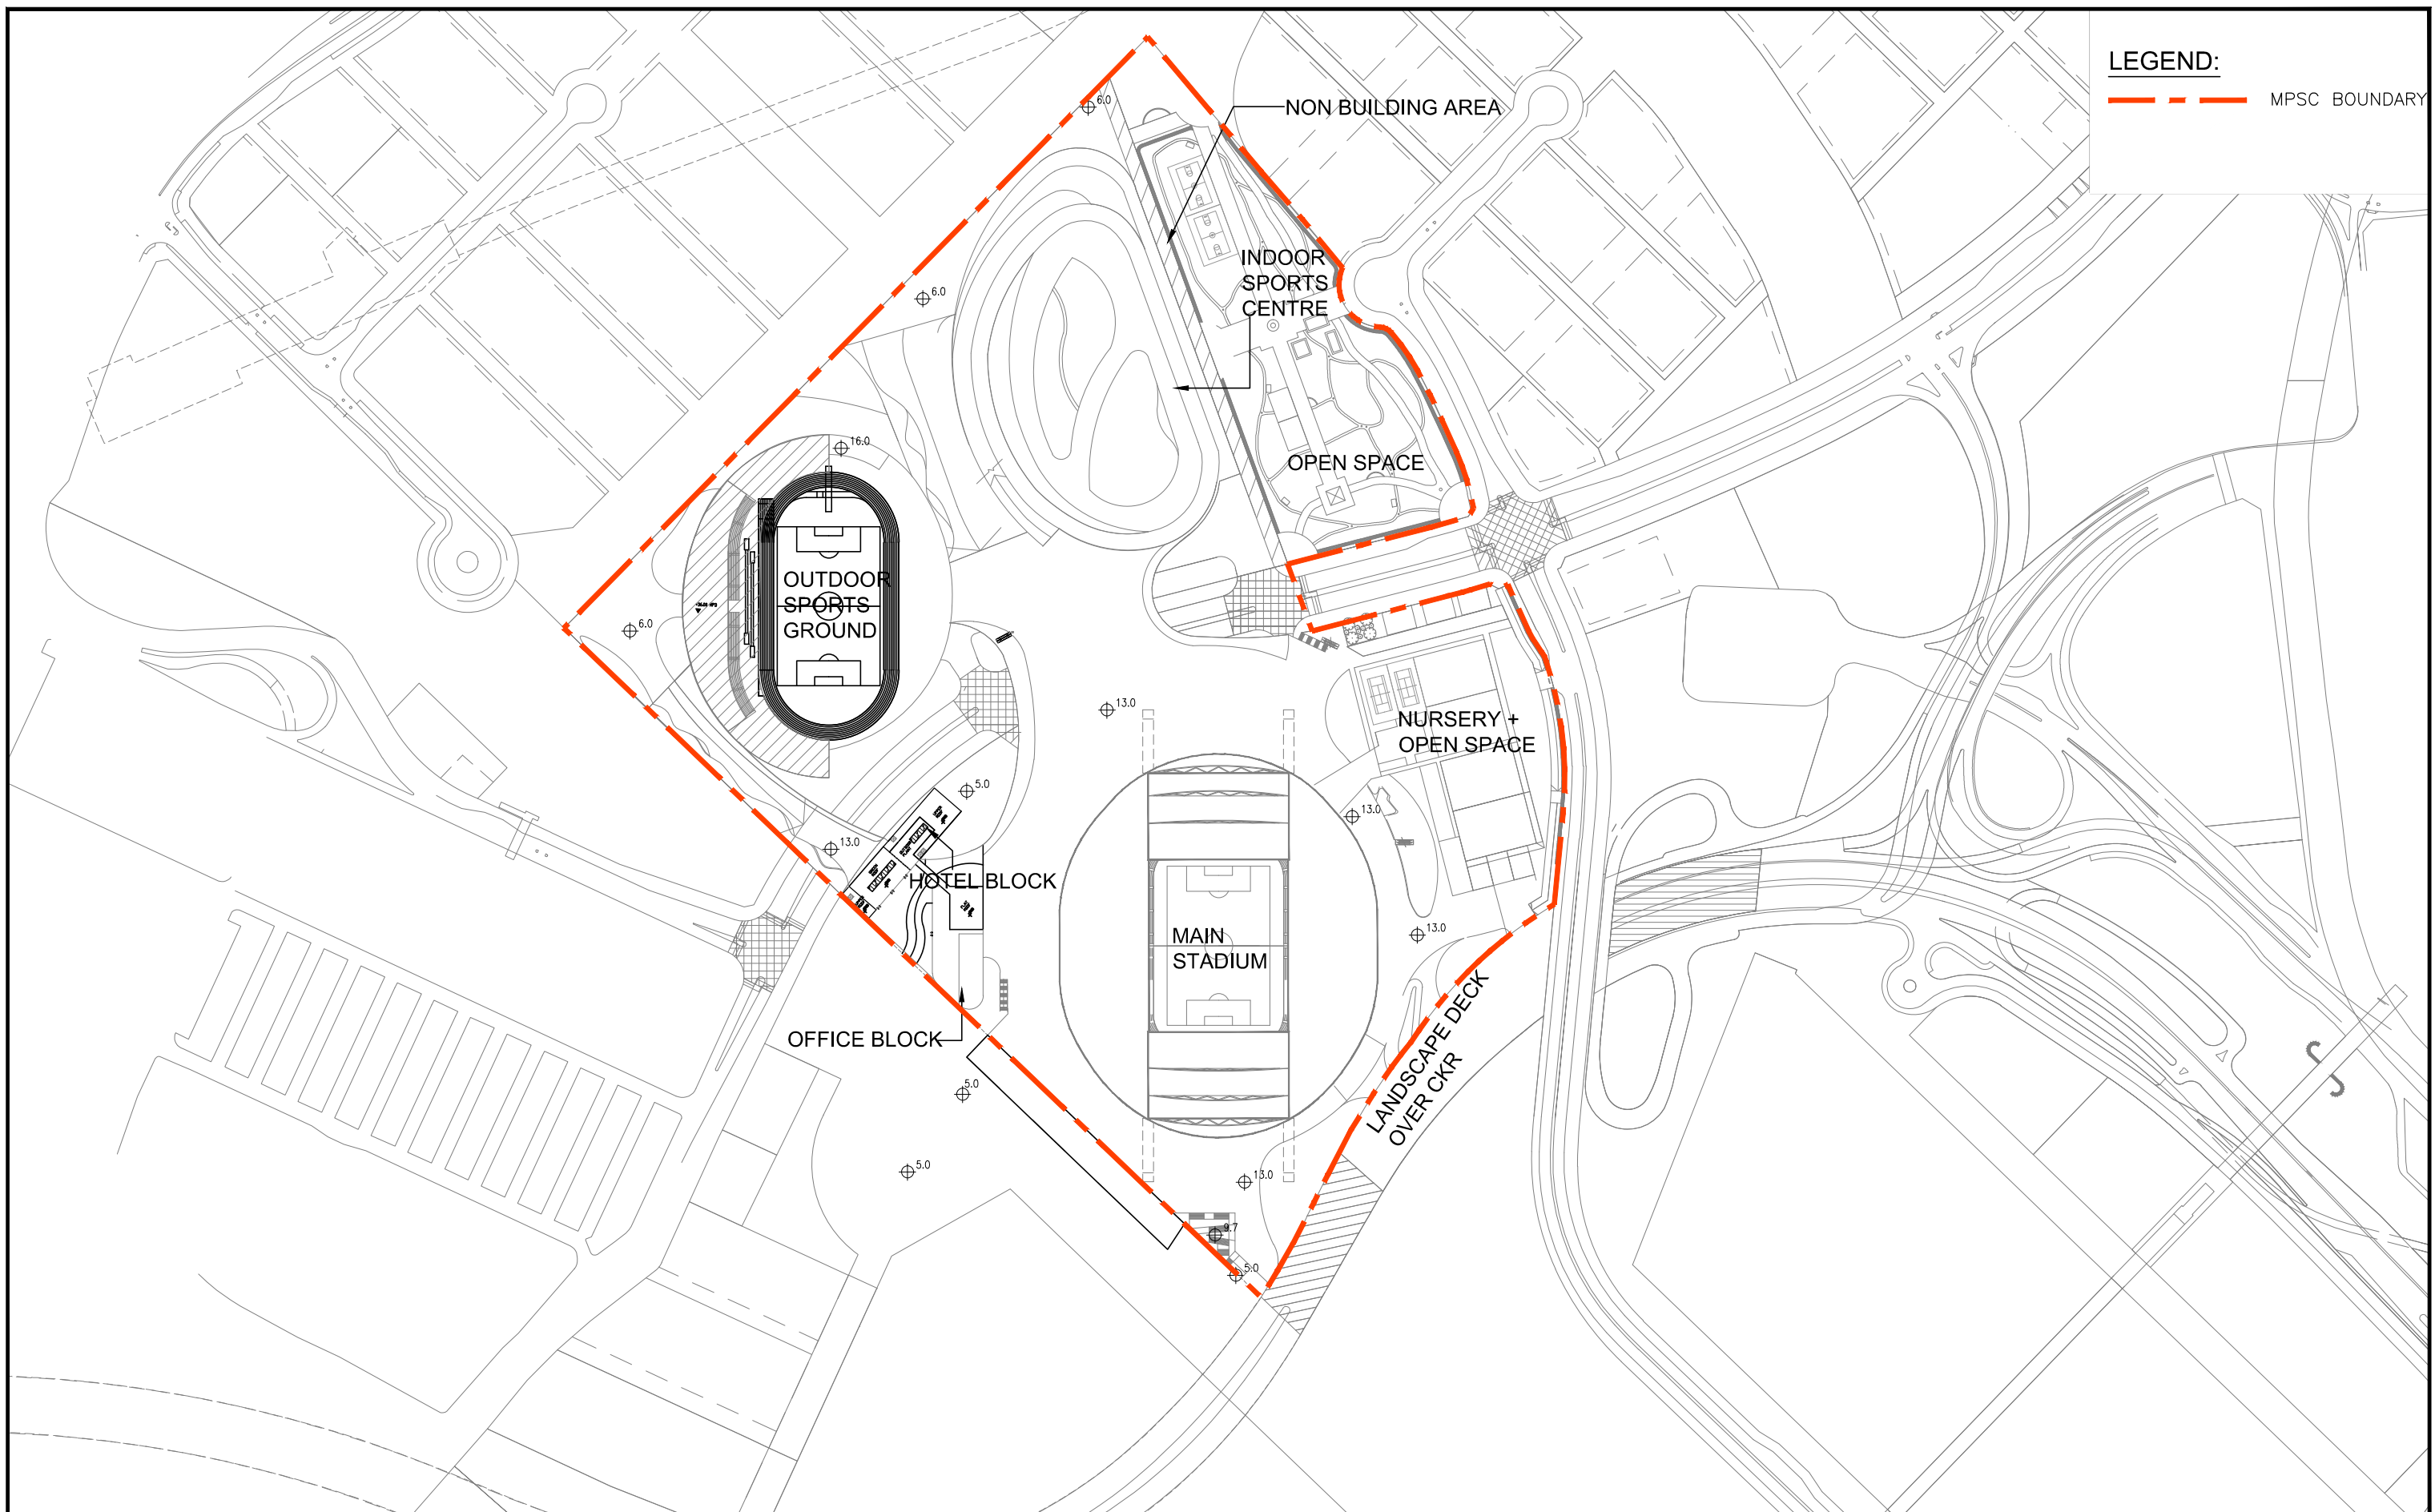 LEGEND:
MPSC BOUNDARY
6.0
NON BUILDING AREA
INDOOR
SPORTS
CENTRE
6.0
16.0
OPEN SPACE
OUTDOOR
SPORTS
GROUND
6.0
13.0
NURSERY +
OPEN SPACE
5.0
13.0
13.0
HOTEL BLOCK
MAIN
STADIUM
13.0
LANDSCAPE DECK
OVER CKR
OFFICE BLOCK
5.0
5.0
13.0
9.7
5.0